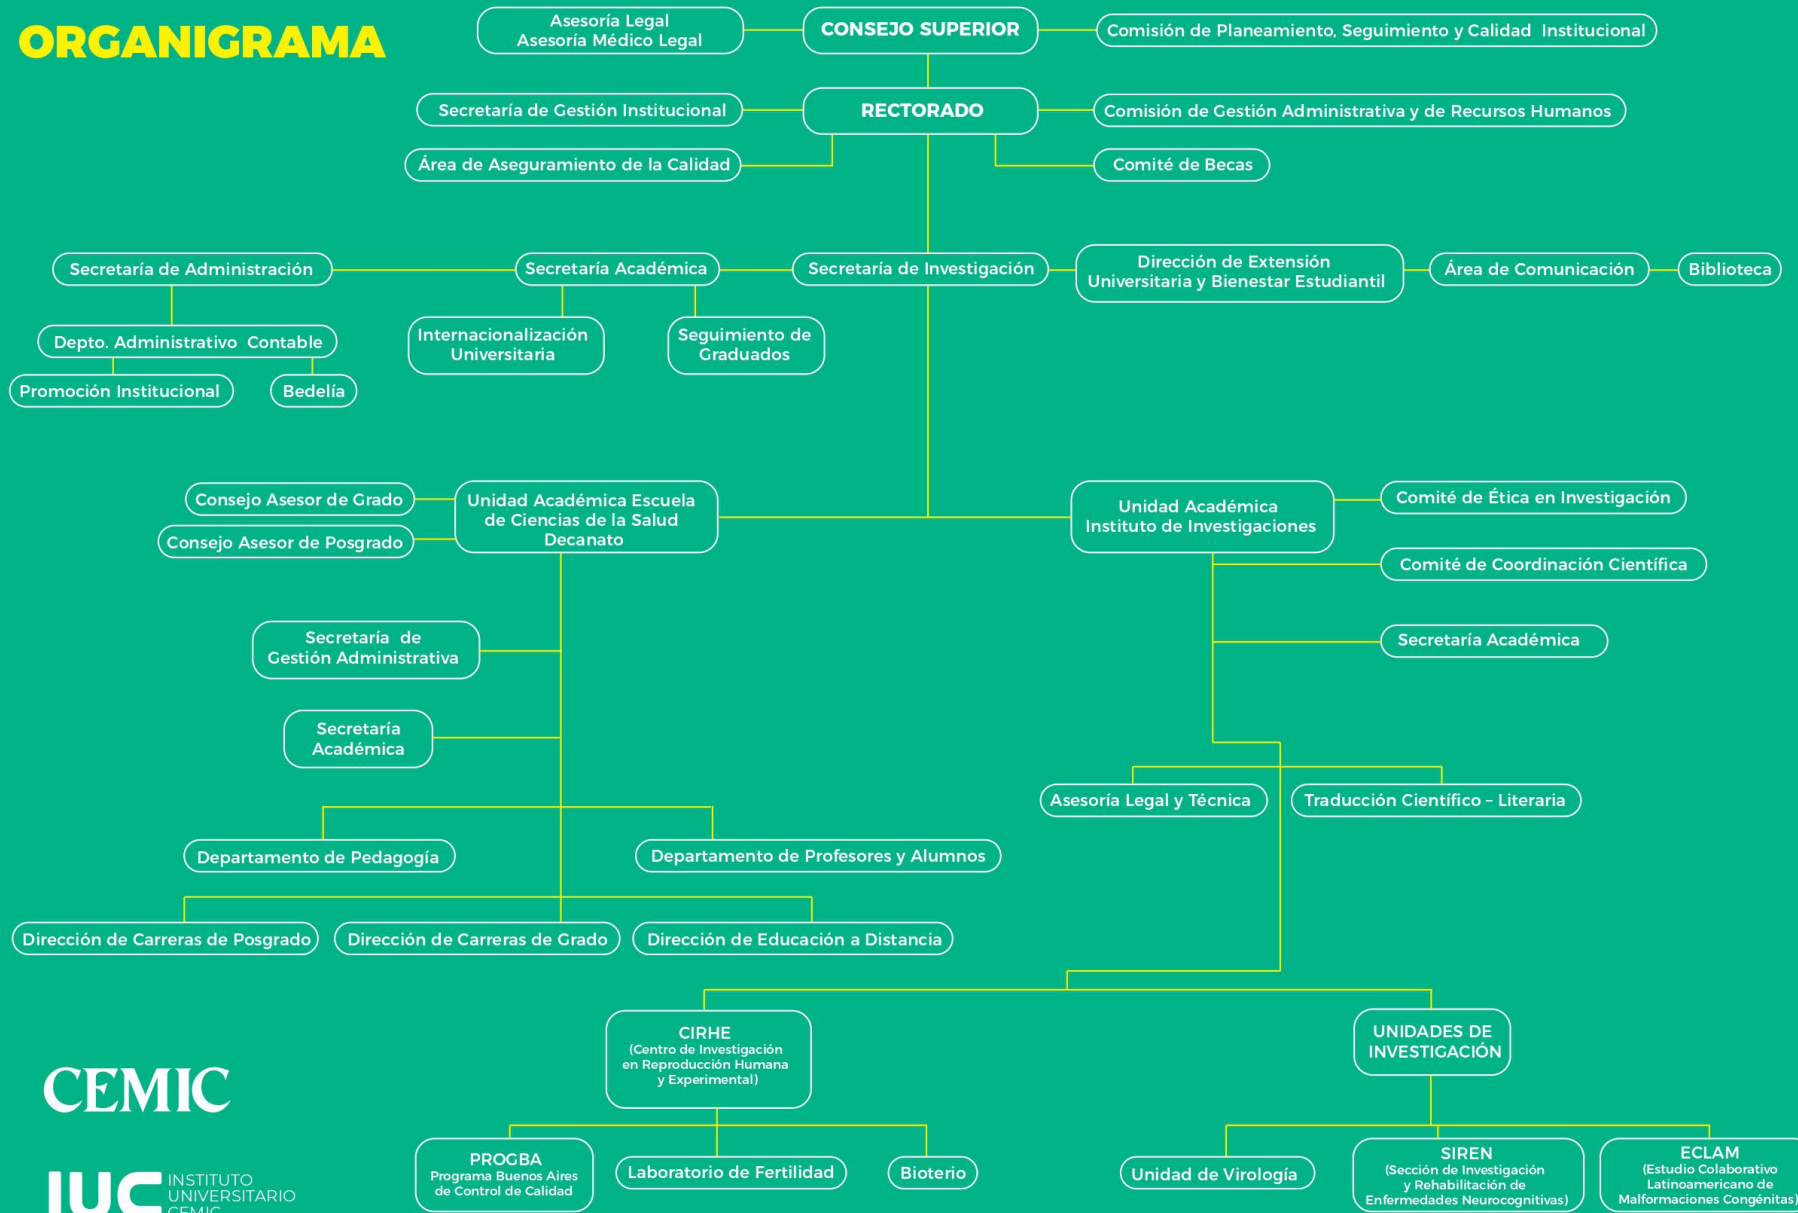 ORGANIGRAMA
Asesoría Legal
Asesoría Médico Legal
CONSEJO SUPERIOR
Comisión de Planeamiento, Seguimiento y Calidad Institucional
Secretaría de Gestión Institucional
RECTORADO
Comisión de Gestión Administrativa y de Recursos Humanos
Área de Aseguramiento de la Calidad
Comité de Becas
Secretaría de Administración
Secretaría Académica
Secretaría de Investigación
Dirección de Extensión
Universitaria y Bienestar Estudiantil
Área de Comunicación
Biblioteca
Depto. Administrativo Contable
Internacionalización
Universitaria
Seguimiento de
Graduados
Promoción Institucional
Bedelía
Consejo Asesor de Grado
Consejo Asesor de Posgrado
Unidad Académica Escuela
de Ciencias de la Salud
Decanato
Unidad Académica
Instituto de Investigaciones
Comité de Ética en Investigación
Comité de Coordinación Científica
Secretaría de
Gestión Administrativa
Secretaría Académica
Secretaría
Académica
Asesoría Legal y Técnica
Traducción Científico – Literaria
Departamento de Pedagogía
Departamento de Profesores y Alumnos
Dirección de Carreras de Posgrado
Dirección de Carreras de Grado
Dirección de Educación a Distancia
CIRHE
(Centro de Investigación
en Reproducción Humana
y Experimental)
UNIDADES DE
INVESTIGACIÓN
PROGBA
Programa Buenos Aires
de Control de Calidad
Laboratorio de Fertilidad
Bioterio
Unidad de Virología
SIREN
(Sección de Investigación
y Rehabilitación de
Enfermedades Neurocognitivas)
ECLAM
(Estudio Colaborativo
Latinoamericano de
Malformaciones Congénitas)
CEMIC
IUC
INSTITUTO
UNIVERSITARIO
CEMIC